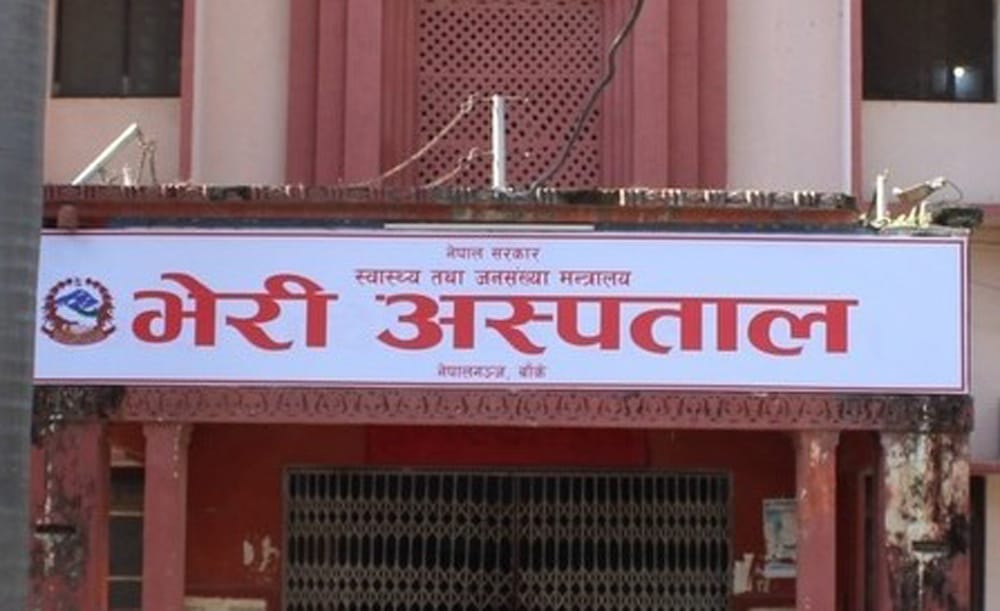 नेपाल सरकार
स्वास्थ्य तथा जनसंख्या मन्त्रालय
भेरी अस्पताल
नेपालगञ्ज, बाँके